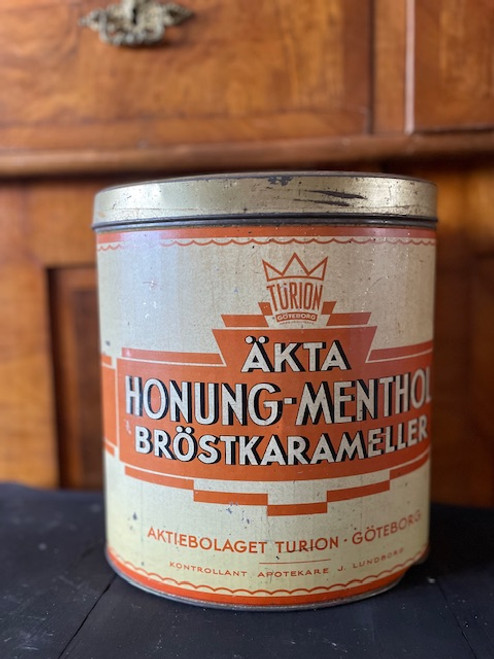 TURION
GÖTEBORG
ÄKTA
HONUNG-MENTHOL
BRÖSTKARAMELLER
AKTIEBOLAGET TURION · GÖTEBORG
KONTROLLANT APOTEKARE J. LUNDBORG